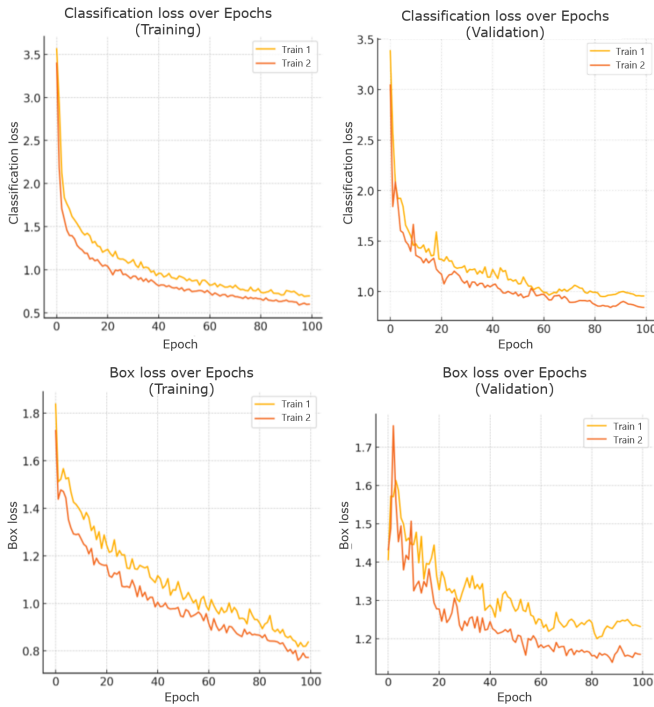 Classification loss over Epochs
(Training)
Train 1
Train 2
Classification loss
3.5
3.0
2.5
2.0
1.5
1.0
0.5
0
20
40
60
80
100
Epoch
Classification loss over Epochs
(Validation)
Train 1
Train 2
Classification loss
3.5
3.0
2.5
2.0
1.5
1.0
0
20
40
60
80
100
Epoch
Box loss over Epochs
(Training)
Train 1
Train 2
Box loss
1.8
1.6
1.4
1.2
1.0
0.8
0
20
40
60
80
100
Epoch
Box loss over Epochs
(Validation)
Train 1
Train 2
Box loss
1.7
1.6
1.5
1.4
1.3
1.2
0
20
40
60
80
100
Epoch